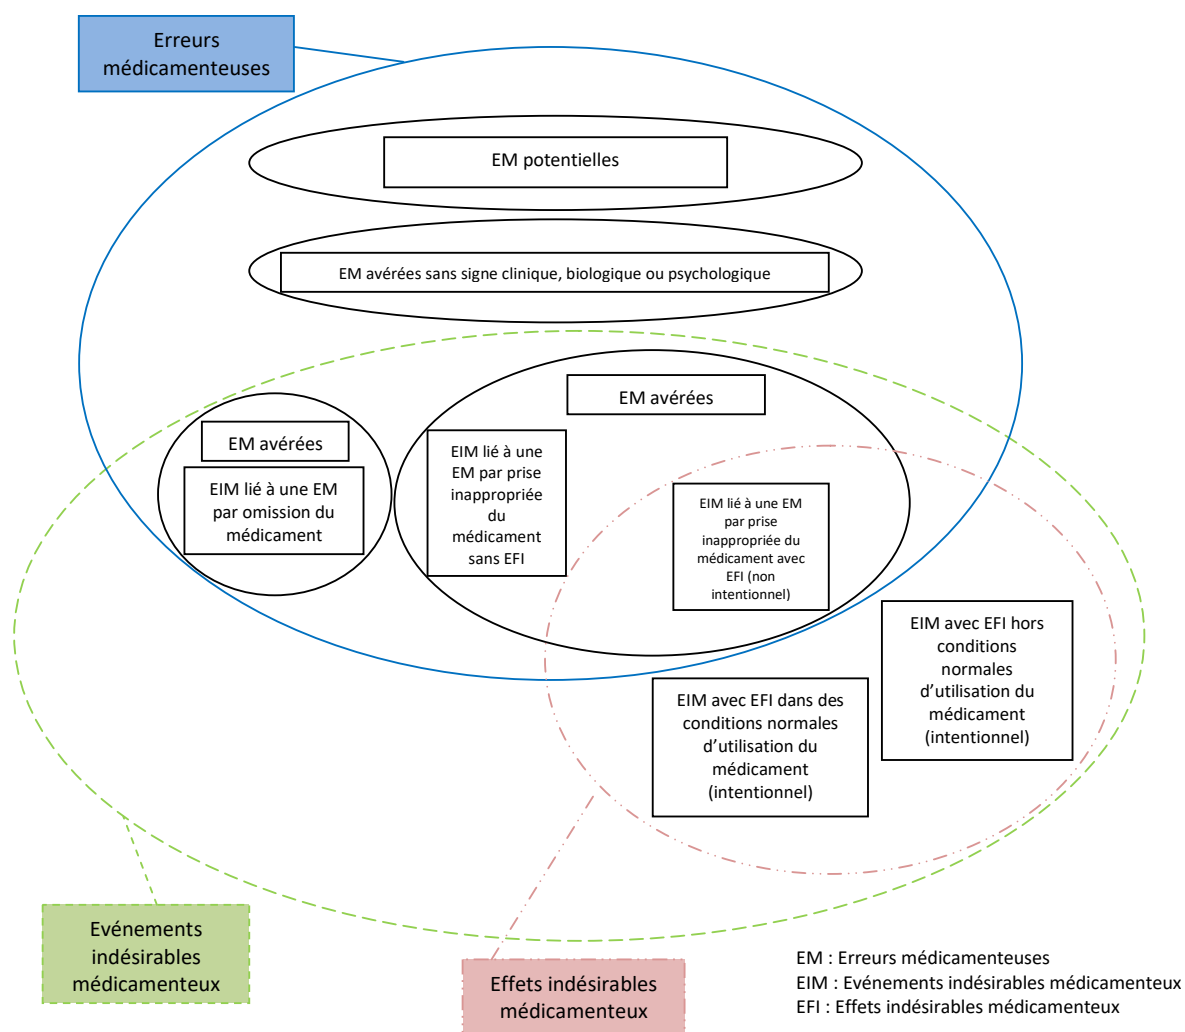 Erreurs
médicamenteuses
EM potentielles
EM avérées sans signe clinique, biologique ou psychologique
EM avérées
EM avérées
EIM lié à une EM
par omission du
médicament
EIM lié à une
EM par prise
inappropriée
du
médicament
sans EFI
EIM lié à une EM
par prise
inappropriée du
médicament avec
EFI (non
intentionnel)
EIM avec EFI hors
conditions
normales
d’utilisation du
médicament
(intentionnel)
EIM avec EFI dans des
conditions normales
d’utilisation du
médicament
(intentionnel)
Evénements
indésirables
médicamenteux
Effets indésirables
médicamenteux
EM : Erreurs médicamenteuses
EIM : Evénements indésirables médicamenteux
EFI : Effets indésirables médicamenteux